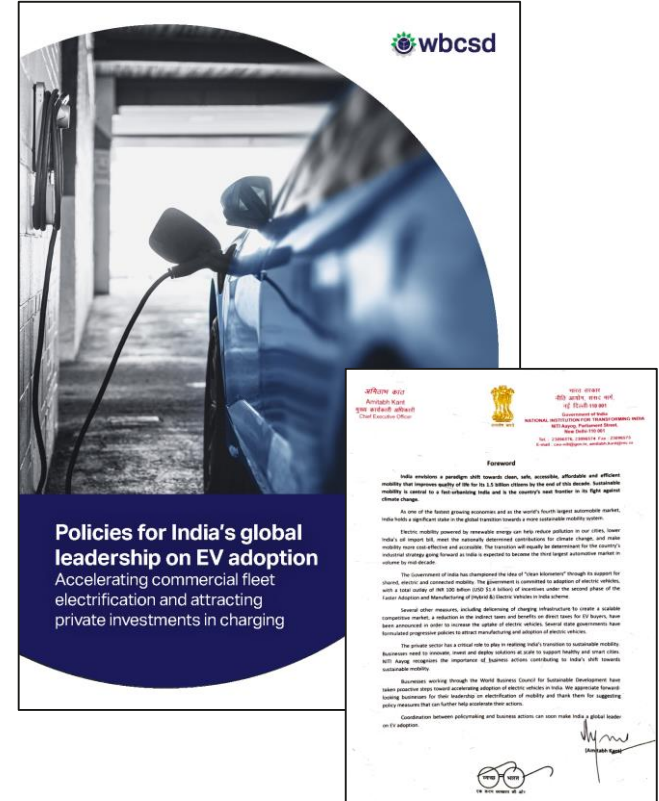 wbcsd
Policies for India's global
leadership on EV adoption
Accelerating commercial fleet
electrification and attracting
private investments in charging
अमिताभ कांत
Amitabh Kant
मुख्य कार्यकारी अधिकारी
Chief Executive Officer
भारत सरकार
नीति आयोग, संसद मार्ग,
नई दिल्ली-110 001
Government of India
NATIONAL INSTITUTION FOR TRANSFORMING INDIA
NITI Aayog, Parliament Street,
New Delhi-110 001
Foreword
India envisions a paradigm shift towards clean, safe, accessible, affordable and efficient
mobility that improves quality of life for its 1.5 billion citizens by the end of this decade. Sustainable
mobility is central to a fast-urbanizing India and is the country's next frontier in its fight against
climate change.
As one of the fastest growing economies and as the world's fourth largest automobile market,
India holds a significant stake in the global transition towards a more sustainable mobility system.
Electric mobility powered by renewable energy can help reduce pollution in our cities, lower
India's oil import bill, meet the nationally determined contributions for climate change, and make
mobility more cost-effective and accessible. The transition will equally be determinant for the country's
industrial strategy going forward as India is expected to become the third largest automotive market in
volume by mid-decade.
The Government of India has championed the idea of "clean kilometers" through its support for
shared, electric and connected mobility. The government is committed to adoption of electric vehicles,
with a total outlay of INR 100 billion (USD $1.4 billion) of incentives under the second phase of the
Faster Adoption and Manufacturing of (Hybrid &) Electric Vehicles in India scheme.
Several other measures, including delicensing of charging infrastructure to create a scalable
competitive market, a reduction in the indirect taxes and benefits on direct taxes for EV buyers, have
been announced in order to increase the uptake of electric vehicles. Several state governments have
formulated progressive policies to attract manufacturing and adoption of electric vehicles.
The private sector has a critical role to play in realising India's transition to sustainable mobility.
Businesses need to innovate, invest and deploy solutions at scale to support healthy and smart cities.
NITI Aayog recognizes the importance of business actions contributing to India's shift towards
sustainable mobility.
Businesses working through the World Business Council for Sustainable Development have
taken proactive steps toward accelerating adoption of electric vehicles in India. We appreciate forward-
looking businesses for their leadership on electrification of mobility and thank them for suggesting
policy measures that can further help accelerate their actions.
Coordination between policymaking and business actions can soon make India a global leader
on EV adoption.
(Amitabh Kant)
स्वच्छ भारत
एक कदम स्वच्छता की ओर